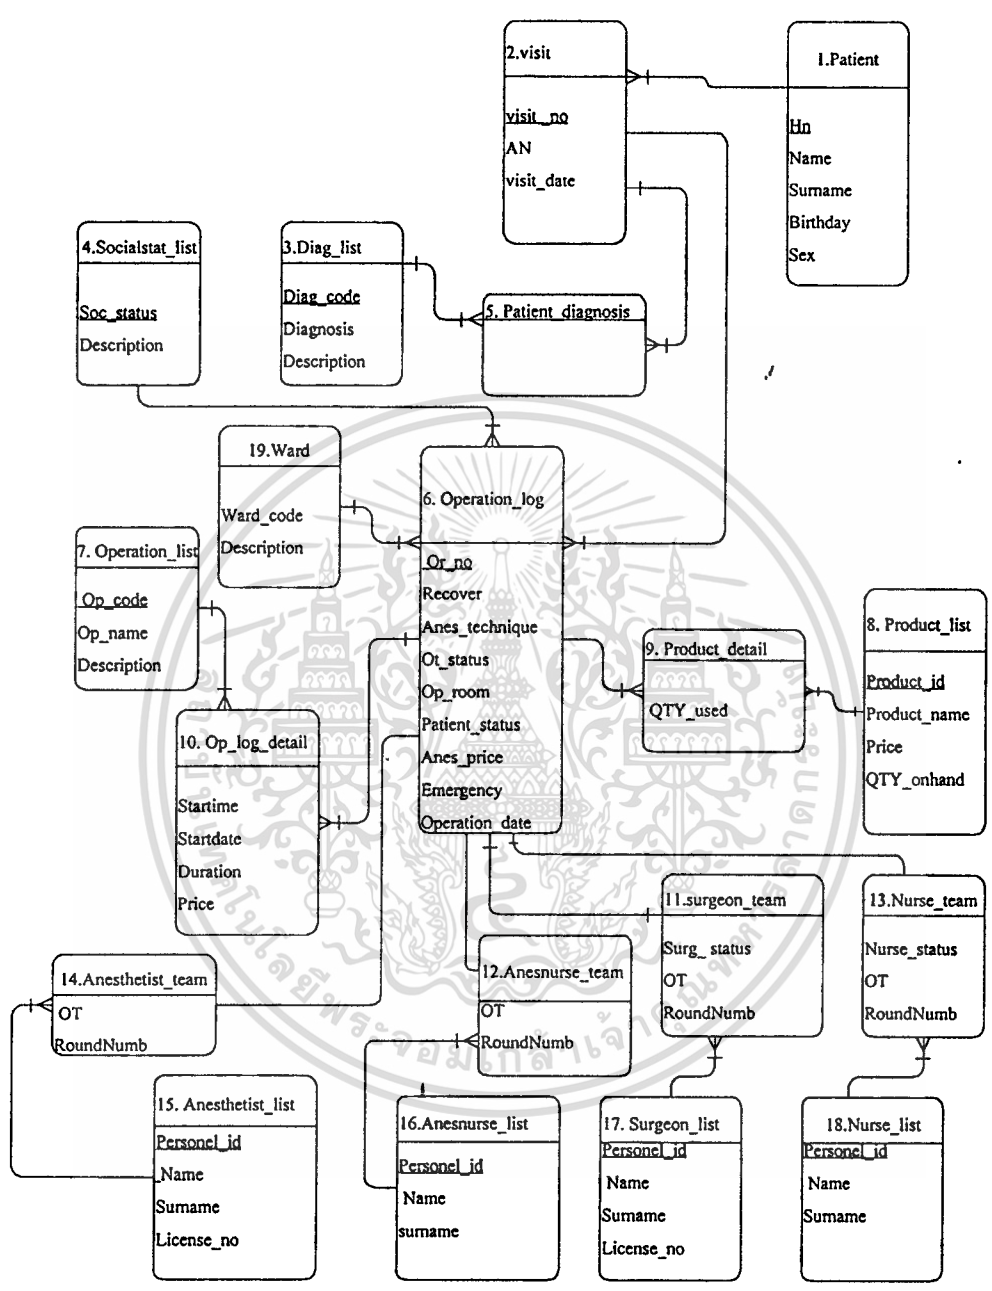 2.visit
visit_no
AN
visit_date
1.Patient
Hn
Name
Surname
Birthday
Sex
4.Socialstat_list
Soc_status
Description
3.Diag_list
Diag_code
Diagnosis
Description
5. Patient_diagnosis
19.Ward
Ward_code
Description
6. Operation_log
Or_no
Recover
Anes_technique
Ot_status
Op_room
Patient_status
Anes_price
Emergency
Operation_date
7. Operation_list
Op_code
Op_name
Description
8. Product_list
Product_id
Product_name
Price
QTY_onhand
9. Product_detail
QTY_used
10. Op_log_detail
Startime
Startdate
Duration
Price
11.surgeon_team
Surg_ status
OT
RoundNumb
13.Nurse_team
Nurse_status
OT
RoundNumb
12.Anesnurse_team
OT
RoundNumb
14.Anesthetist_team
OT
RoundNumb
15. Anesthetist_list
Personel_id
Name
Surname
License_no
16.Anesnurse_list
Personel_id
Name
surname
17. Surgeon_list
Personel_id
Name
Surname
License_no
18.Nurse_list
Personel_id
Name
Surname